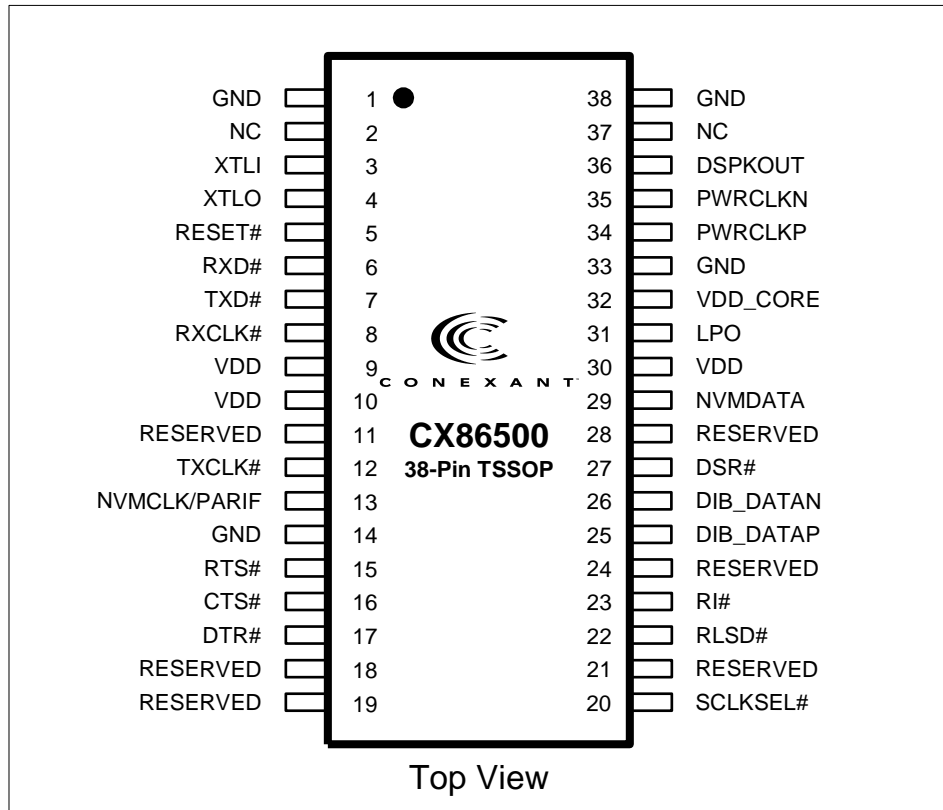 GND 1 38 GND
NC 2 37 NC
XTLI 3 36 DSPKOUT
XTLO 4 35 PWRCLKN
RESET# 5 34 PWRCLKP
RXD# 6 33 GND
TXD# 7 32 VDD_CORE
RXCLK# 8 31 LPO
VDD 9 30 VDD
CONEXANT
VDD 10 29 NVMDATA
RESERVED 11 CX86500 28 RESERVED
TXCLK# 12 38-Pin TSSOP 27 DSR#
NVMCLK/PARIF 13 26 DIB_DATAN
GND 14 25 DIB_DATAP
RTS# 15 24 RESERVED
CTS# 16 23 RI#
DTR# 17 22 RLSD#
RESERVED 18 21 RESERVED
RESERVED 19 20 SCLKSEL#
Top View